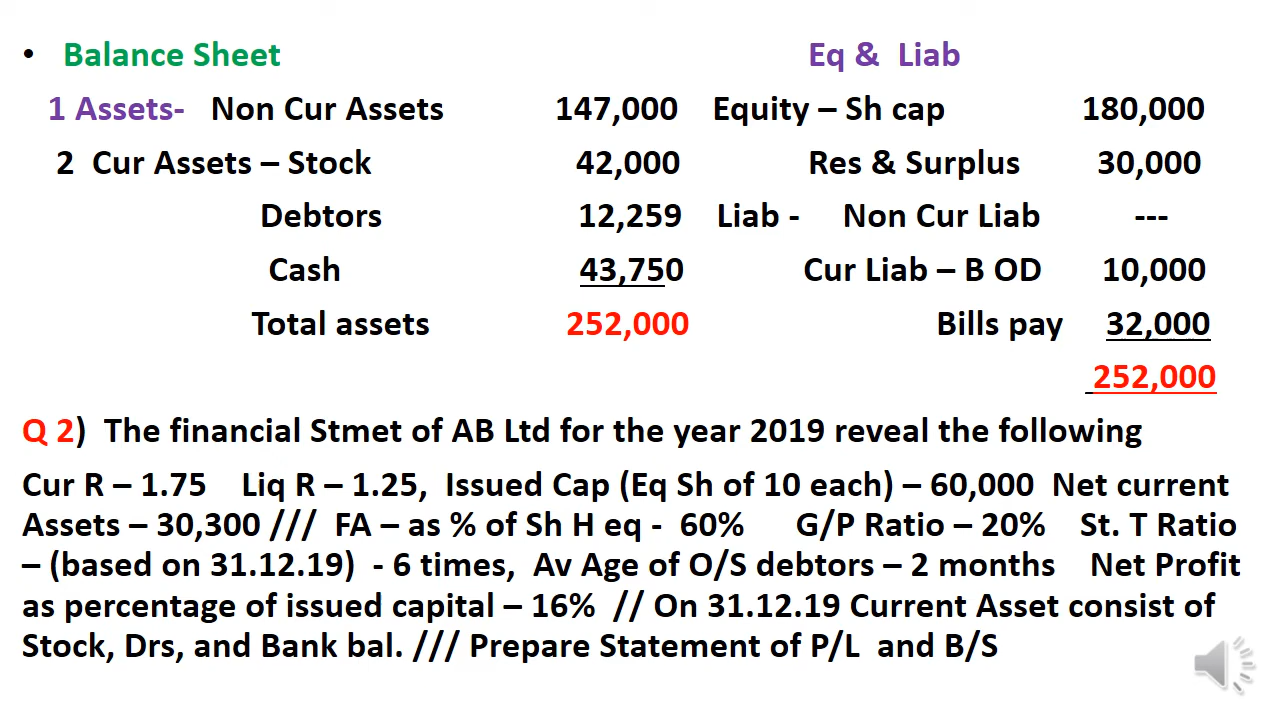 • Balance Sheet Eq & Liab
1 Assets- Non Cur Assets 147,000 Equity – Sh cap 180,000
2 Cur Assets – Stock 42,000 Res & Surplus 30,000
Debtors 12,259 Liab - Non Cur Liab ---
Cash 43,750 Cur Liab – B OD 10,000
Total assets 252,000 Bills pay 32,000
252,000
Q 2) The financial Stmet of AB Ltd for the year 2019 reveal the following
Cur R – 1.75 Liq R – 1.25, Issued Cap (Eq Sh of 10 each) – 60,000 Net current
Assets – 30,300 /// FA – as % of Sh H eq - 60% G/P Ratio – 20% St. T Ratio
– (based on 31.12.19) - 6 times, Av Age of O/S debtors – 2 months Net Profit
as percentage of issued capital – 16% // On 31.12.19 Current Asset consist of
Stock, Drs, and Bank bal. /// Prepare Statement of P/L and B/S